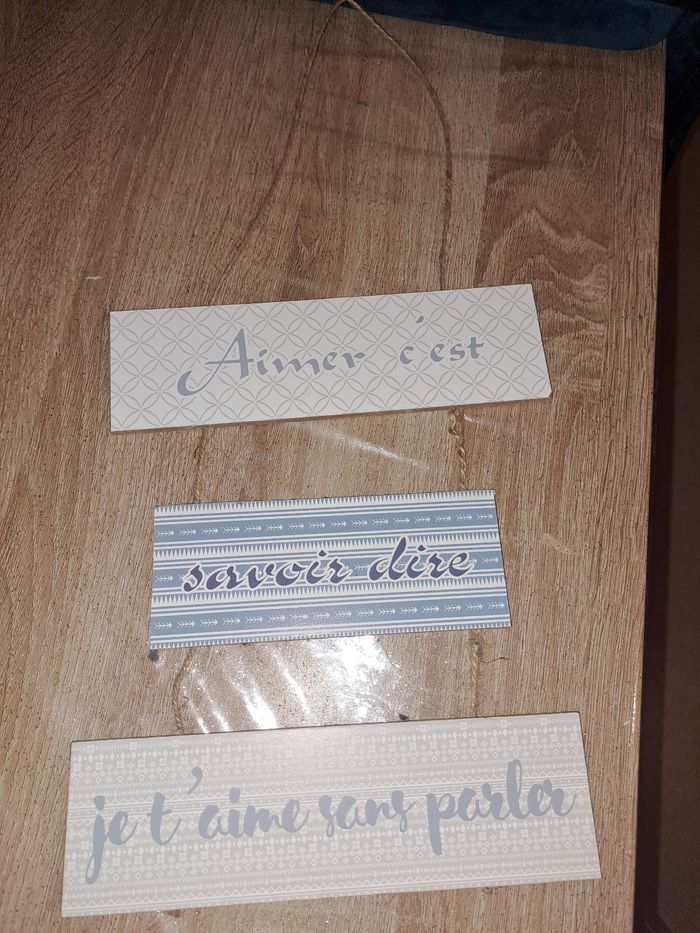 Aimer c'est
savoir dire
je t'aime sans parler